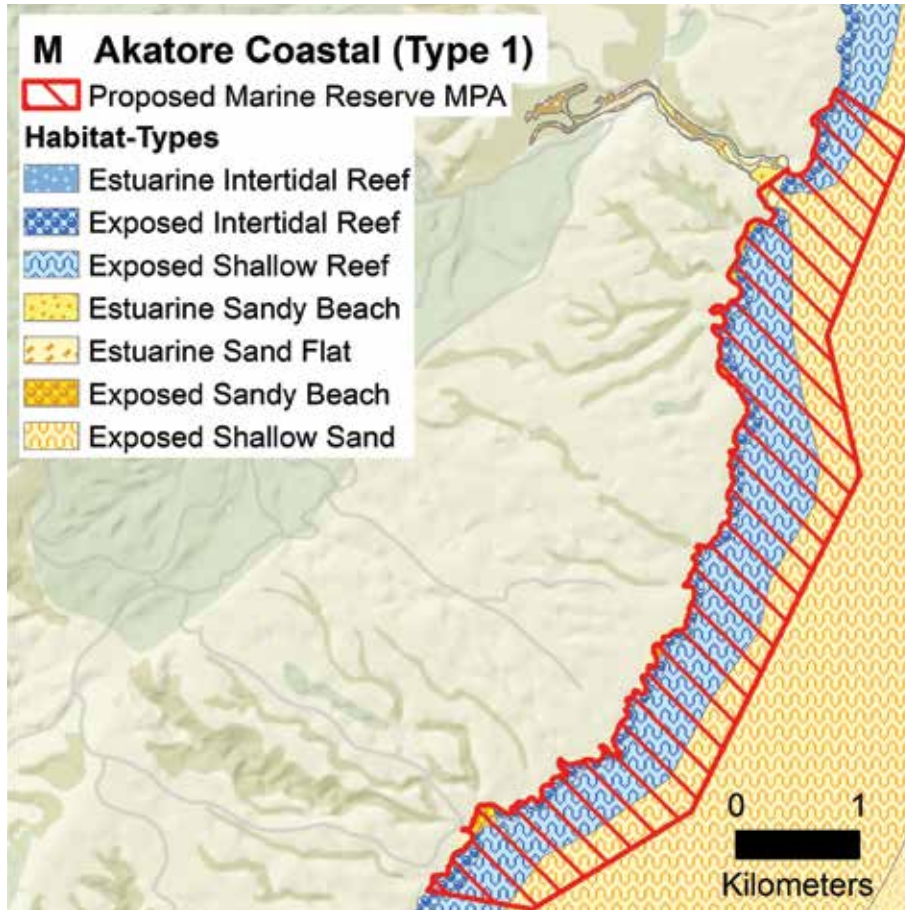 M Akatore Coastal (Type 1)
Proposed Marine Reserve MPA
Habitat-Types
Estuarine Intertidal Reef
Exposed Intertidal Reef
Exposed Shallow Reef
Estuarine Sandy Beach
Estuarine Sand Flat
Exposed Sandy Beach
Exposed Shallow Sand
0 1
Kilometers